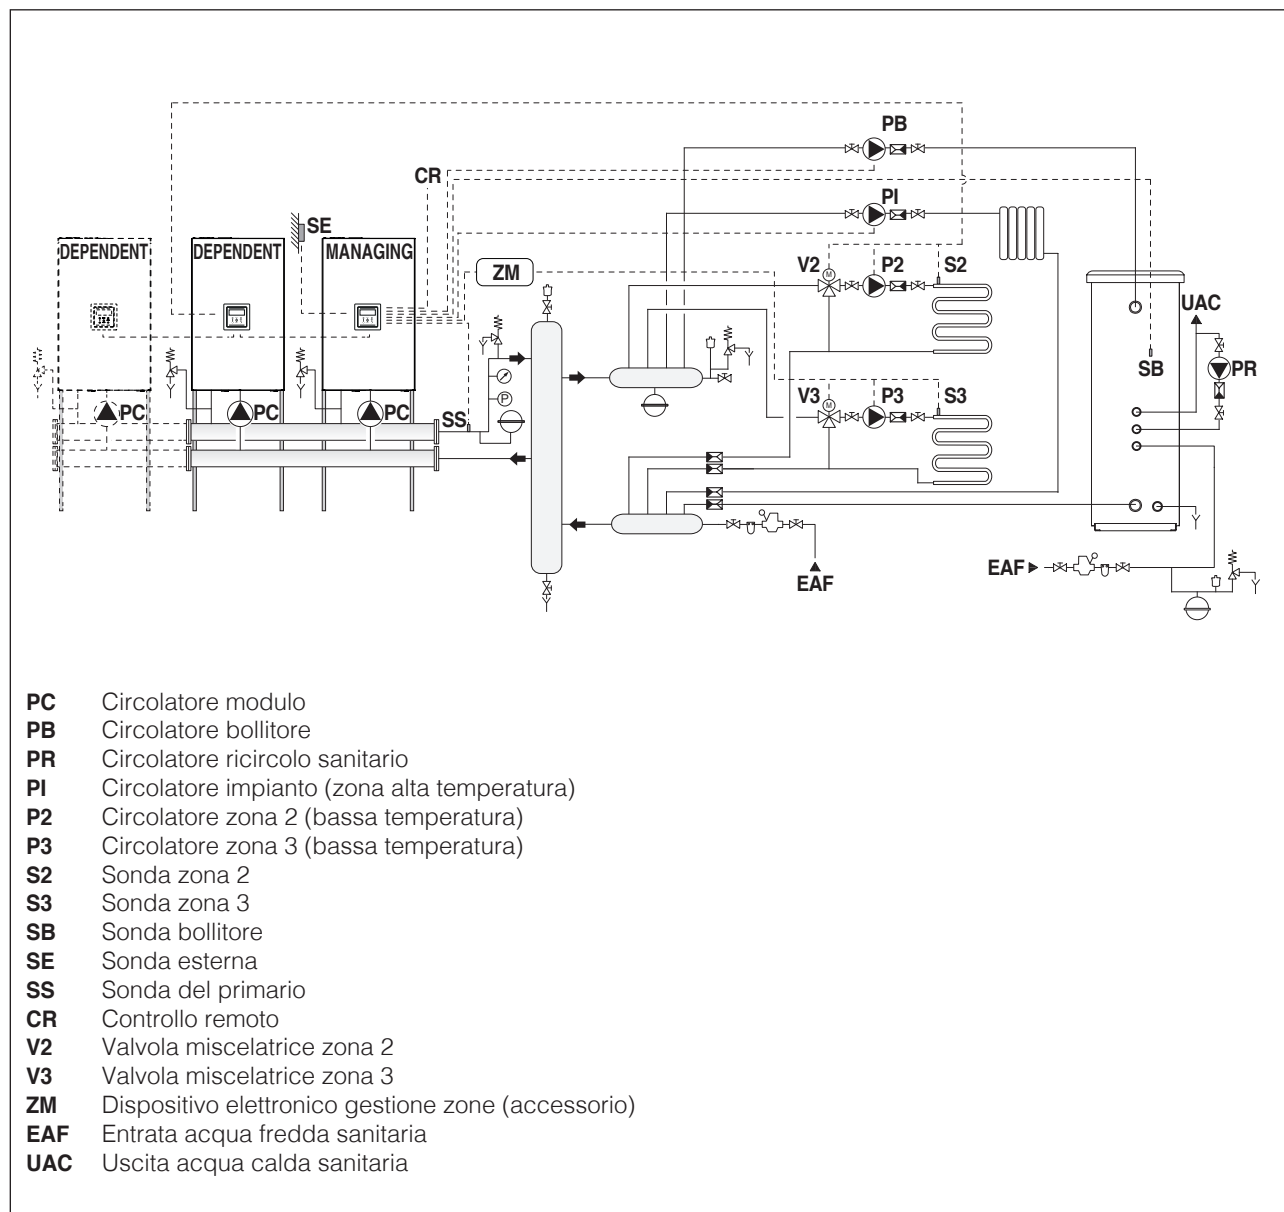 PB
CR
PI
SE
DEPENDENT DEPENDENT MANAGING
ZM
V2 P2 S2
M
UAC
SB PR
V3 P3 S3
M
PC PC PC SS
P
EAF
EAF
PC Circolatore modulo
PB Circolatore bollitore
PR Circolatore ricircolo sanitario
PI Circolatore impianto (zona alta temperatura)
P2 Circolatore zona 2 (bassa temperatura)
P3 Circolatore zona 3 (bassa temperatura)
S2 Sonda zona 2
S3 Sonda zona 3
SB Sonda bollitore
SE Sonda esterna
SS Sonda del primario
CR Controllo remoto
V2 Valvola miscelatrice zona 2
V3 Valvola miscelatrice zona 3
ZM Dispositivo elettronico gestione zone (accessorio)
EAF Entrata acqua fredda sanitaria
UAC Uscita acqua calda sanitaria